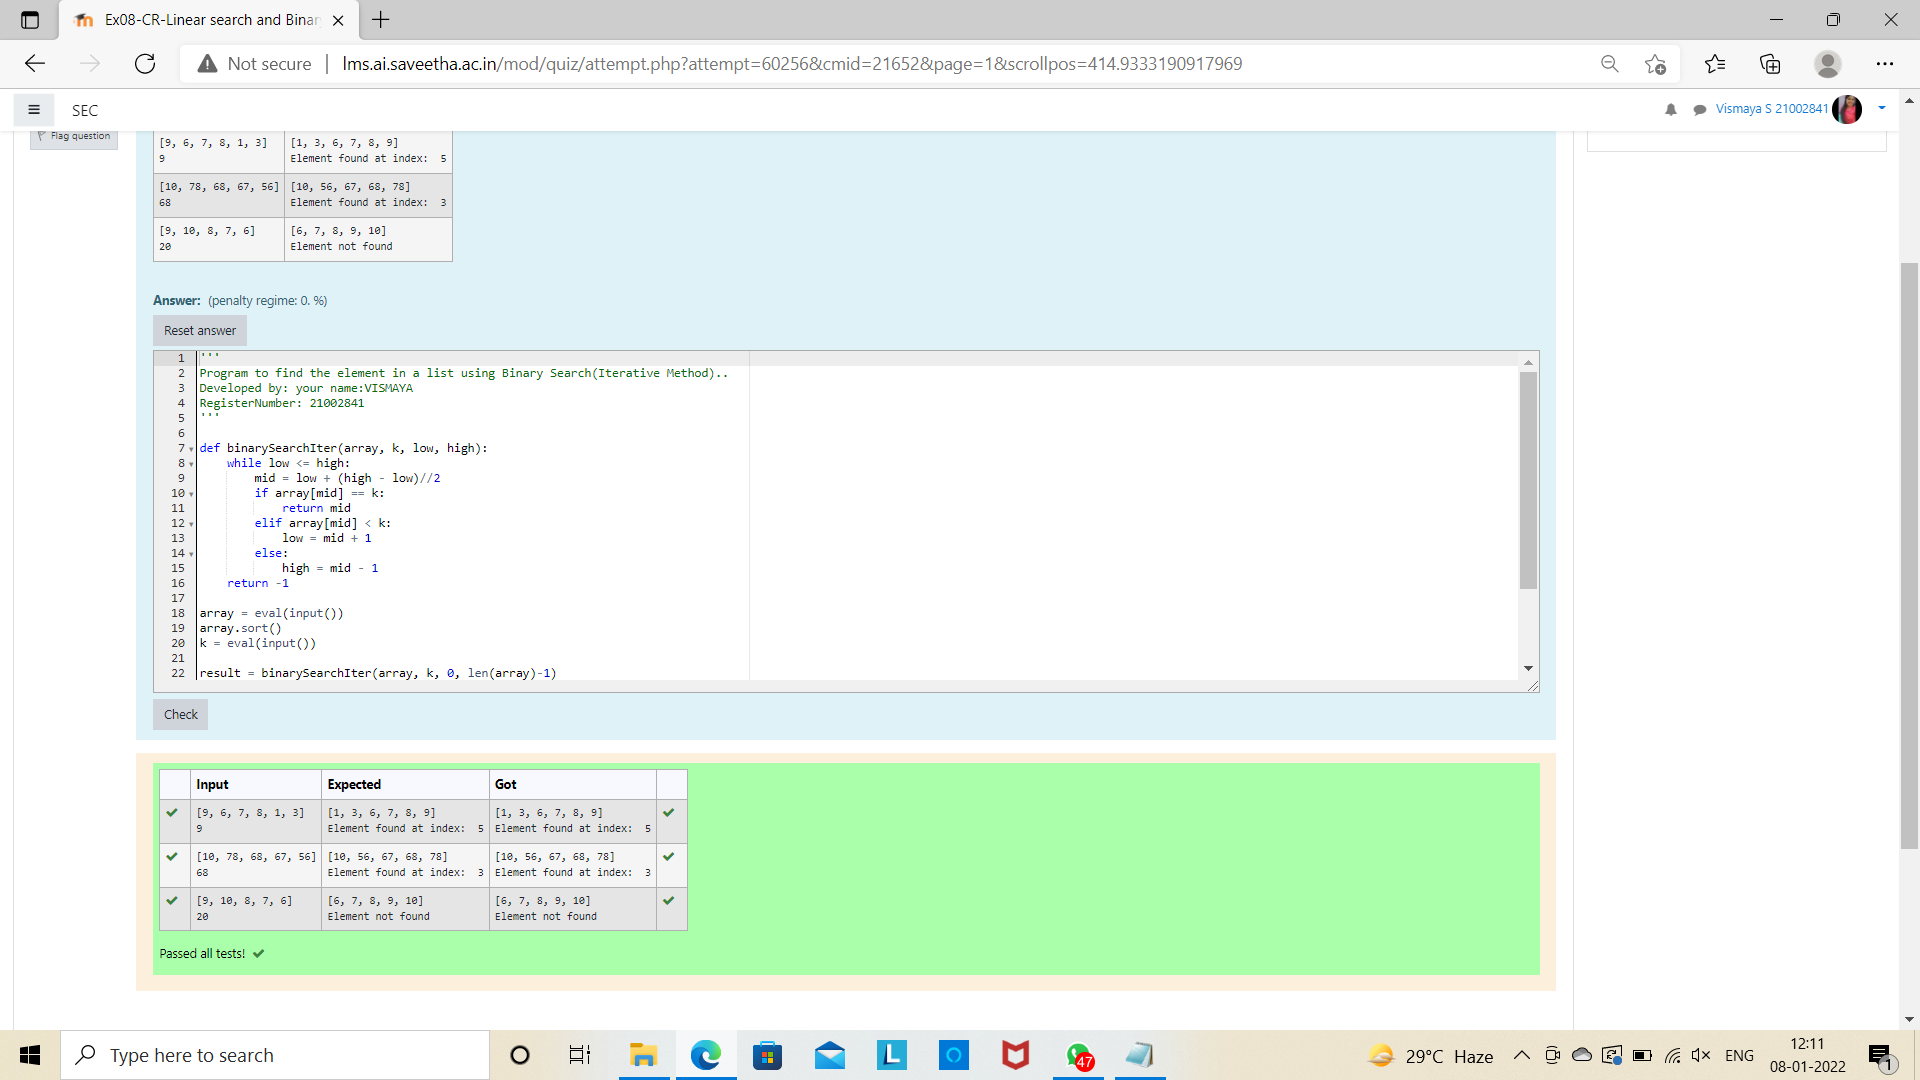 Ex08-CR-Linear search and Binar
Not secure | lms.ai.saveetha.ac.in/mod/quiz/attempt.php?attempt=60256&cmid=21652&page=1&scrollpos=414.9333190917969
SEC
Vismaya S 21002841
Flag question
[9, 6, 7, 8, 1, 3] [1, 3, 6, 7, 8, 9]
9 Element found at index: 5
[10, 78, 68, 67, 56] [10, 56, 67, 68, 78]
68 Element found at index: 3
[9, 10, 8, 7, 6] [6, 7, 8, 9, 10]
20 Element not found
Answer: (penalty regime: 0. %)
Reset answer
1 '''
2 Program to find the element in a list using Binary Search(Iterative Method)..
3 Developed by: your name:VISMAYA
4 RegisterNumber: 21002841
5 '''
6
7 def binarySearchIter(array, k, low, high):
8 while low <= high:
9 mid = low + (high - low)//2
10 if array[mid] == k:
11 return mid
12 elif array[mid] < k:
13 low = mid + 1
14 else:
15 high = mid - 1
16 return -1
17
18 array = eval(input())
19 array.sort()
20 k = eval(input())
21
22 result = binarySearchIter(array, k, 0, len(array)-1)
Check
Input Expected Got
[9, 6, 7, 8, 1, 3] [1, 3, 6, 7, 8, 9] [1, 3, 6, 7, 8, 9]
9 Element found at index: 5 Element found at index: 5
[10, 78, 68, 67, 56] [10, 56, 67, 68, 78] [10, 56, 67, 68, 78]
68 Element found at index: 3 Element found at index: 3
[9, 10, 8, 7, 6] [6, 7, 8, 9, 10] [6, 7, 8, 9, 10]
20 Element not found Element not found
Passed all tests!
Type here to search
L
47
29°C Haze
ENG
12:11
08-01-2022
1